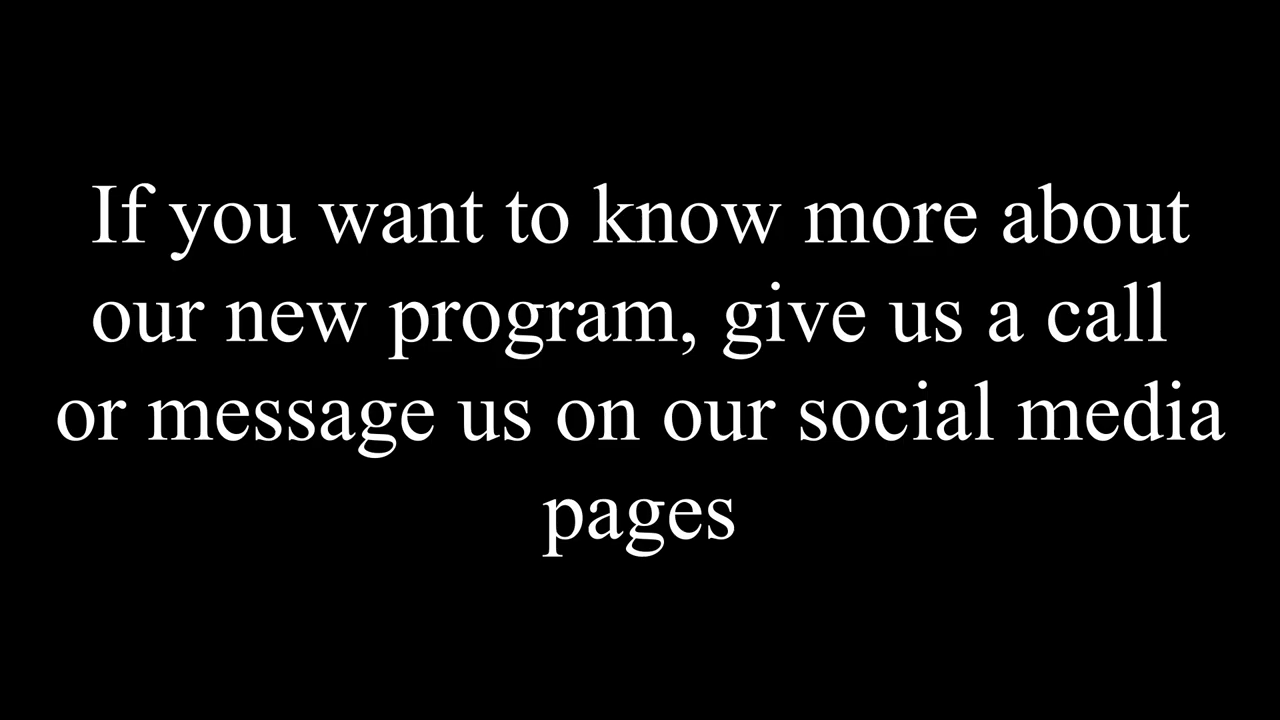 If you want to know more about
our new program, give us a call
or message us on our social media
pages